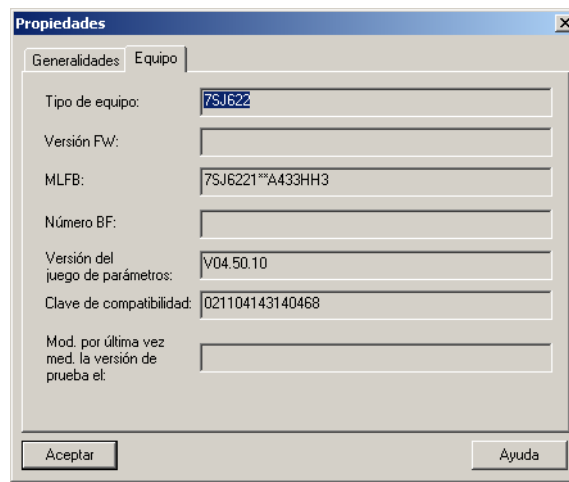 Propiedades
Generalidades
Equipo
Tipo de equipo:
7SJ622
Versión FW:
MLFB:
7SJ6221**A433HH3
Número BF:
Versión del
juego de parámetros:
V04.50.10
Clave de compatibilidad:
021104143140468
Mod. por última vez
med. la versión de
prueba el:
Aceptar
Ayuda